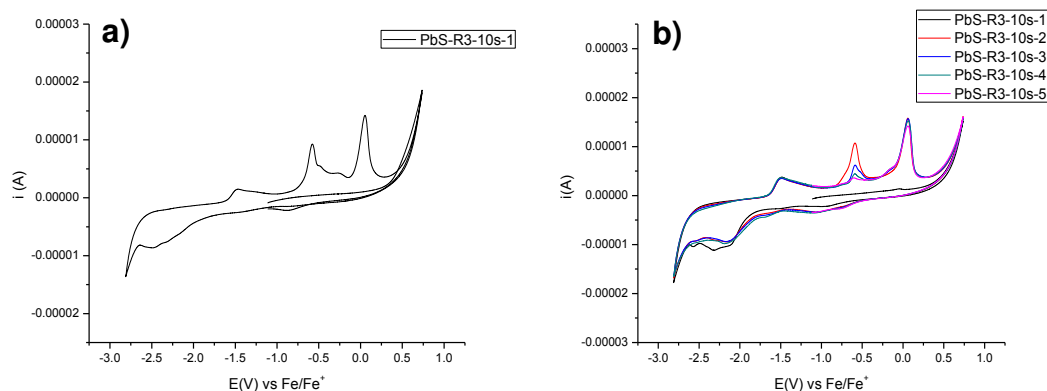 a)
PbS-R3-10s-1
0.00003
0.00002
0.00001
0.00000
-0.00001
-0.00002
i (A)
-3.0 -2.5 -2.0 -1.5 -1.0 -0.5 0.0 0.5 1.0
E(V) vs Fe/Fe+
b)
PbS-R3-10s-1
PbS-R3-10s-2
PbS-R3-10s-3
PbS-R3-10s-4
PbS-R3-10s-5
0.00003
0.00002
0.00001
0.00000
-0.00001
-0.00002
-0.00003
i (A)
-3.0 -2.5 -2.0 -1.5 -1.0 -0.5 0.0 0.5 1.0
E(V) vs Fe/Fe+